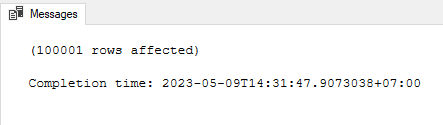 Messages
(100001 rows affected)
Completion time: 2023-05-09T14:31:47.9073038+07:00